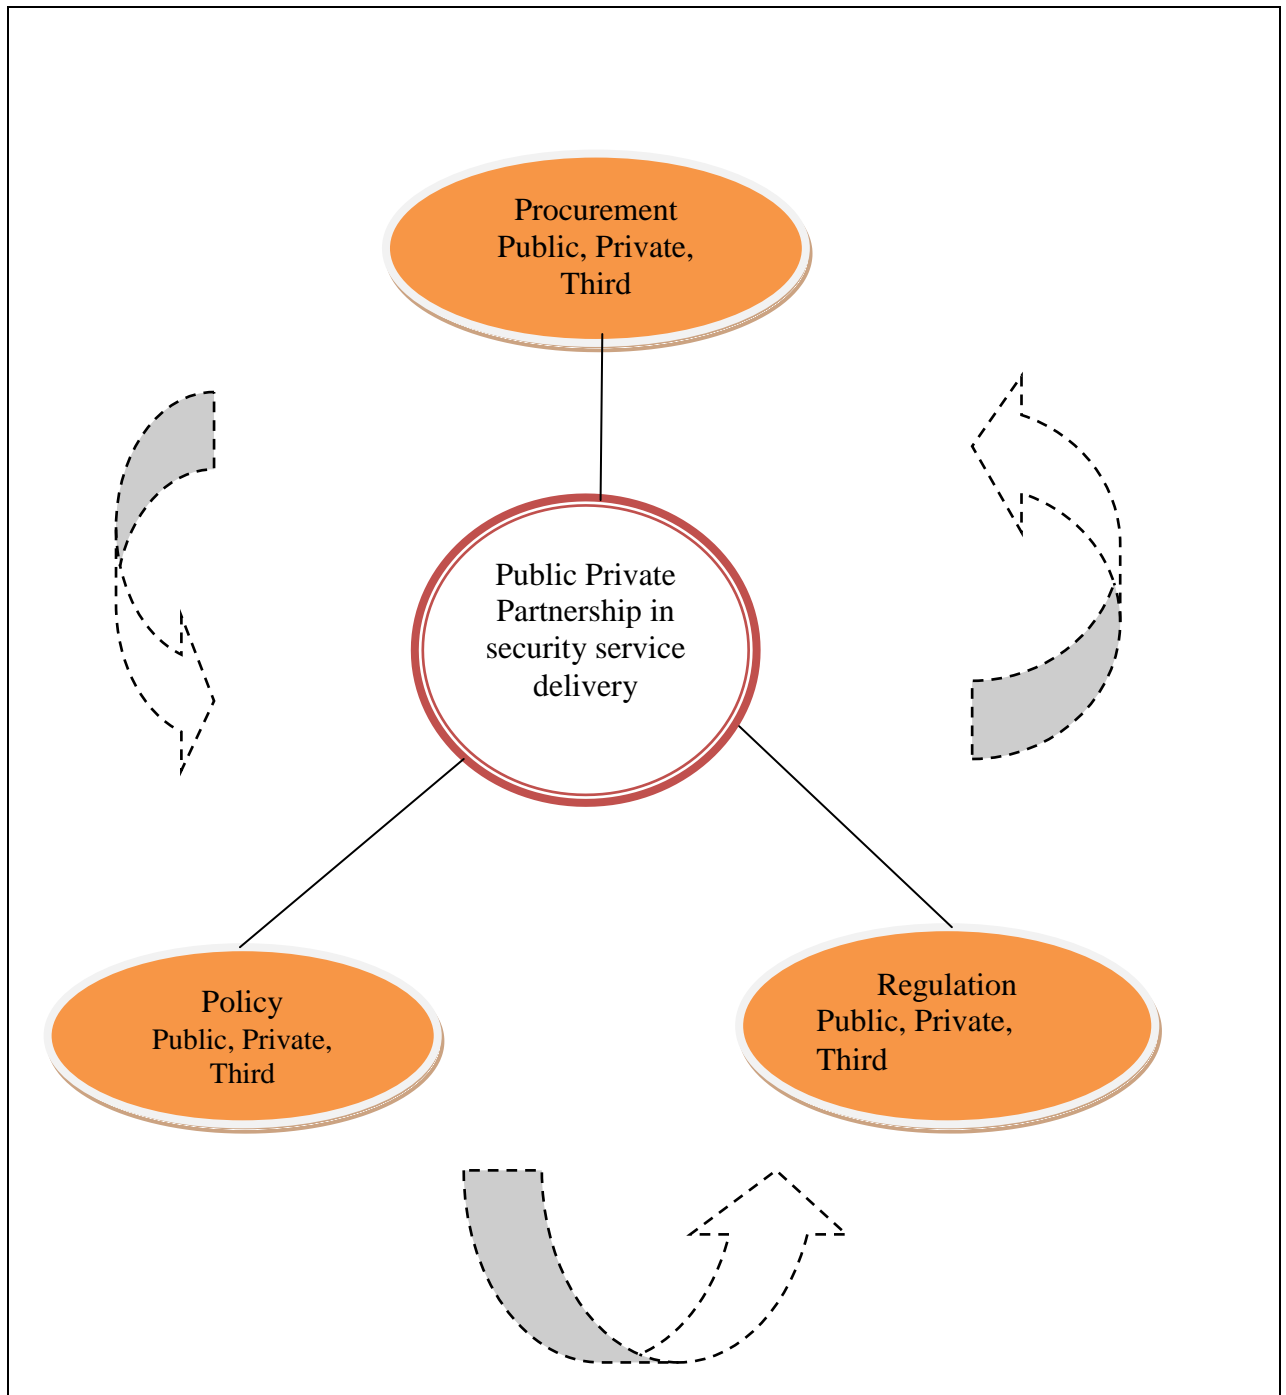 Procurement
Public, Private,
Third
Public Private
Partnership in
security service
delivery
Policy
Public, Private,
Third
Regulation
Public, Private,
Third